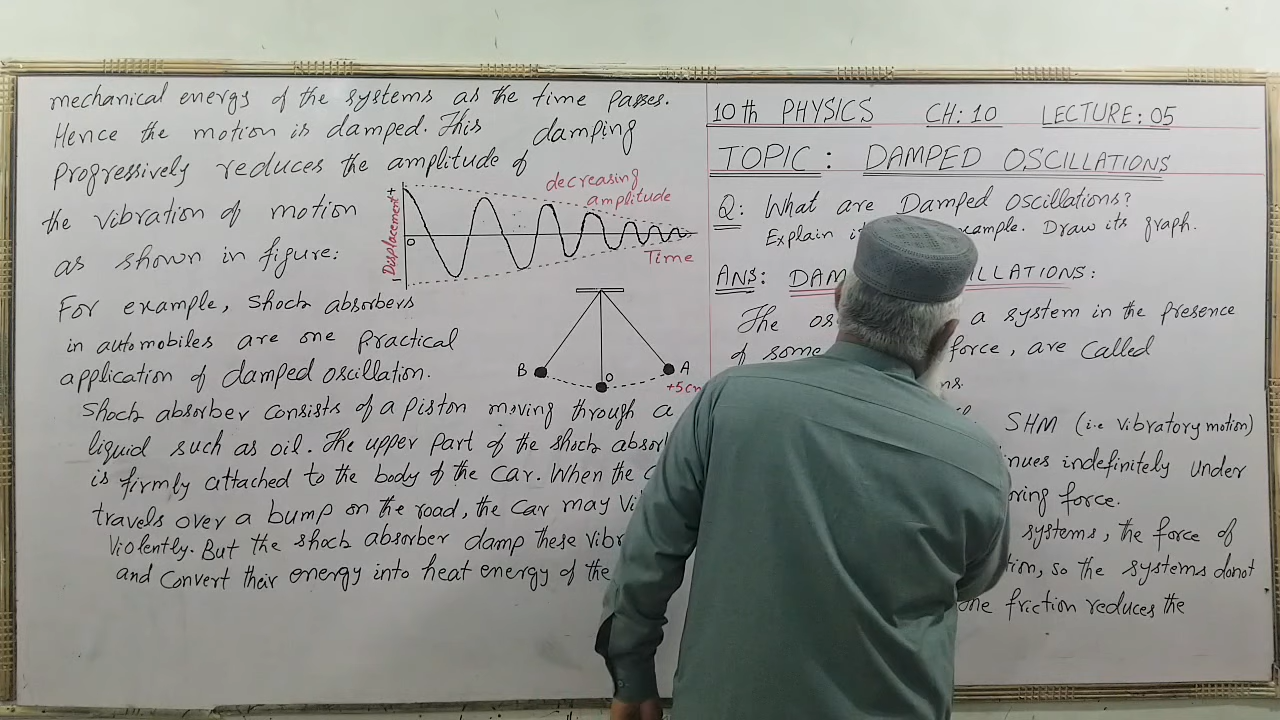 10th PHYSICS CH: 10 LECTURE: 05
TOPIC: DAMPED OSCILLATIONS
Q: What are Damped Oscillations?
Explain example. Draw its graph.
ANS: DAM ILLATIONS:
The a system in the presence
of some force, are called
SHM (i.e vibratory motion)
indefinitely under
force.
systems, the force of
so the systems donot
friction reduces the
mechanical energy of the systems as the time passes.
Hence the motion is damped. This damping
progressively reduces the amplitude of
the vibration of motion
as shown in figure:
+
Displacement
-
O
decreasing
amplitude
Time
For example, shock absorbers
in automobiles are one practical
application of damped oscillation.
B O A
+5cm
Shock absorber consists of a piston moving through a
liquid such as oil. The upper part of the shock absor
is firmly attached to the body of the car. When the
travels over a bump on the road, the car may
violently. But the shock absorber damp these
and convert their energy into heat energy of the